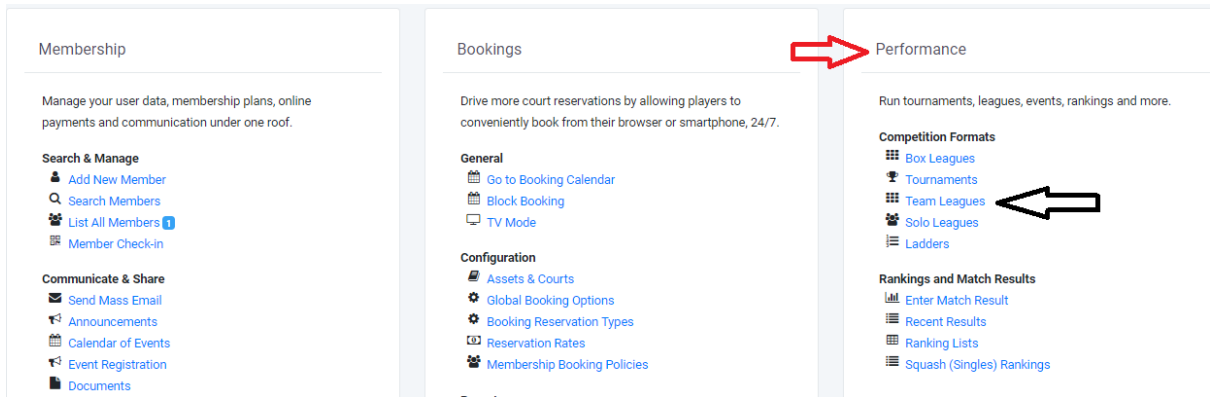 Membership
Manage your user data, membership plans, online
payments and communication under one roof.
Search & Manage
Add New Member
Search Members
List All Members 1
Member Check-in
Communicate & Share
Send Mass Email
Announcements
Calendar of Events
Event Registration
Documents
Bookings
Drive more court reservations by allowing players to
conveniently book from their browser or smartphone, 24/7.
General
Go to Booking Calendar
Block Booking
TV Mode
Configuration
Assets & Courts
Global Booking Options
Booking Reservation Types
Reservation Rates
Membership Booking Policies
Performance
Run tournaments, leagues, events, rankings and more.
Competition Formats
Box Leagues
Tournaments
Team Leagues
Solo Leagues
Ladders
Rankings and Match Results
Enter Match Result
Recent Results
Ranking Lists
Squash (Singles) Rankings